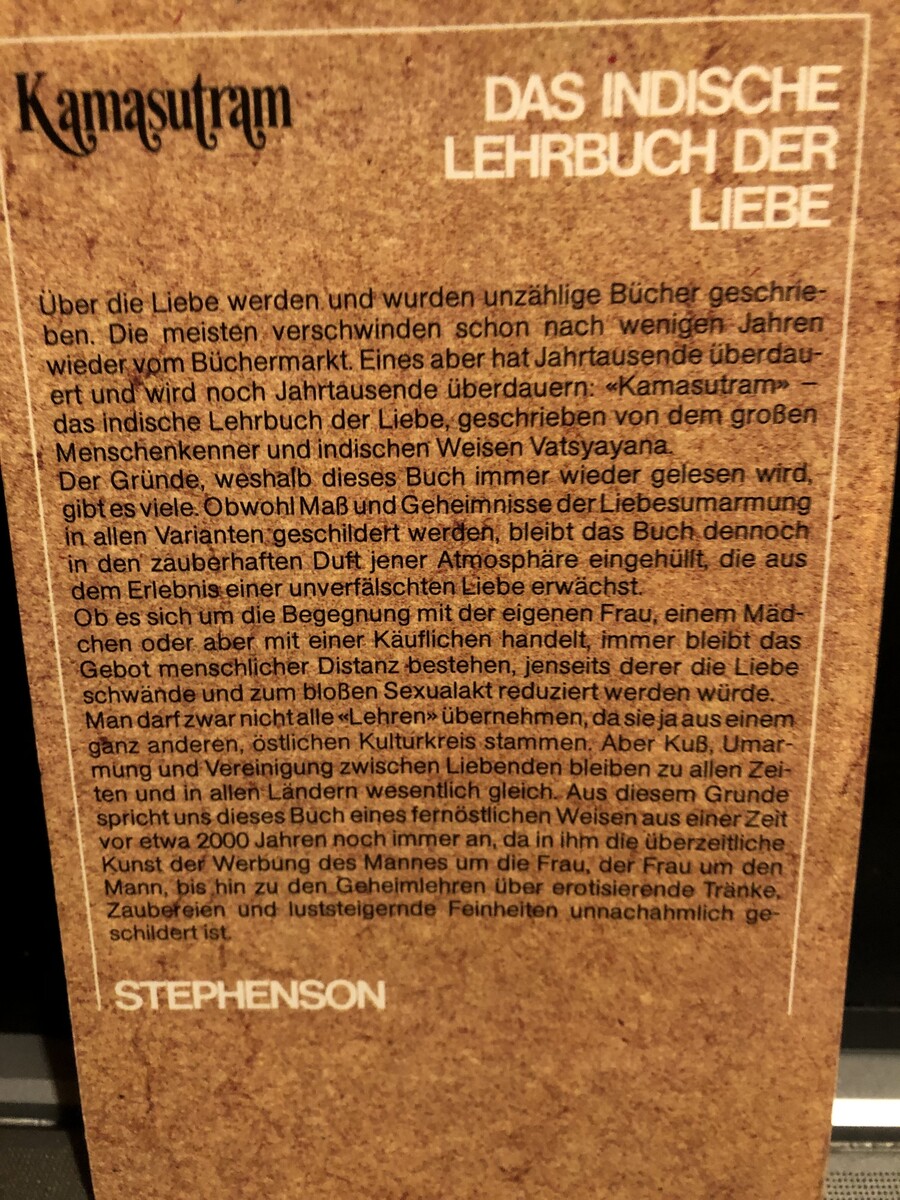 Kamasutram
DAS INDISCHE
LEHRBUCH DER
LIEBE
Über die Liebe werden und wurden unzählige Bücher geschrie-
ben. Die meisten verschwinden schon nach wenigen Jahren
wieder vom Büchermarkt. Eines aber hat Jahrtausende überdau-
ert und wird noch Jahrtausende überdauern: «Kamasutram» –
das indische Lehrbuch der Liebe, geschrieben von dem großen
Menschenkenner und indischen Weisen Vatsyayana.
Der Gründe, weshalb dieses Buch immer wieder gelesen wird,
gibt es viele. Obwohl Maß und Geheimnisse der Liebesumarmung
in allen Varianten geschildert werden, bleibt das Buch dennoch
in den zauberhaften Duft jener Atmosphäre eingehüllt, die aus
dem Erlebnis einer unverfälschten Liebe erwächst.
Ob es sich um die Begegnung mit der eigenen Frau, einem Mäd-
chen oder aber mit einer Käuflichen handelt, immer bleibt das
Gebot menschlicher Distanz bestehen, jenseits derer die Liebe
schwände und zum bloßen Sexualakt reduziert werden würde.
Man darf zwar nicht alle «Lehren» übernehmen, da sie ja aus einem
ganz anderen, östlichen Kulturkreis stammen. Aber Kuß, Umar-
mung und Vereinigung zwischen Liebenden bleiben zu allen Zei-
ten und in allen Ländern wesentlich gleich. Aus diesem Grunde
spricht uns dieses Buch eines fernöstlichen Weisen aus einer Zeit
vor etwa 2000 Jahren noch immer an, da in ihm die überzeitliche
Kunst der Werbung des Mannes um die Frau, der Frau um den
Mann, bis hin zu den Geheimlehren über erotisierende Tränke,
Zaubereien und luststeigernde Feinheiten unnachahmlich ge-
schildert ist.
STEPHENSON